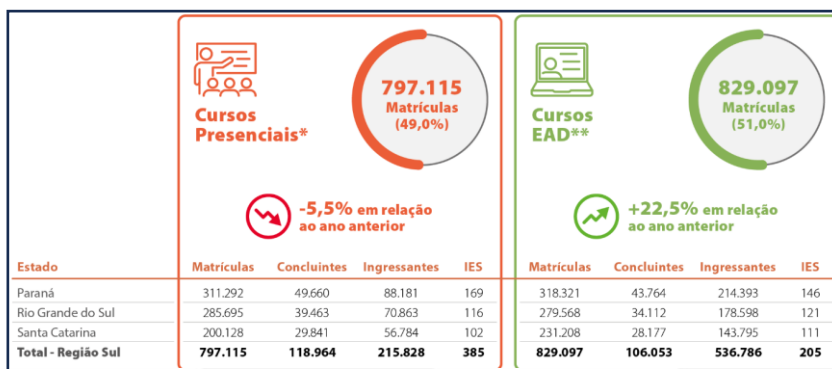 Cursos
Presenciais*
797.115
Matrículas
(49,0%)
-5,5% em relação
ao ano anterior
Cursos
EAD**
829.097
Matrículas
(51,0%)
+22,5% em relação
ao ano anterior
Estado Matrículas Concluintes Ingressantes IES Matrículas Concluintes Ingressantes IES
Paraná 311.292 49.660 88.181 169 318.321 43.764 214.393 146
Rio Grande do Sul 285.695 39.463 70.863 116 279.568 34.112 178.598 121
Santa Catarina 200.128 29.841 56.784 102 231.208 28.177 143.795 111
Total - Região Sul 797.115 118.964 215.828 385 829.097 106.053 536.786 205